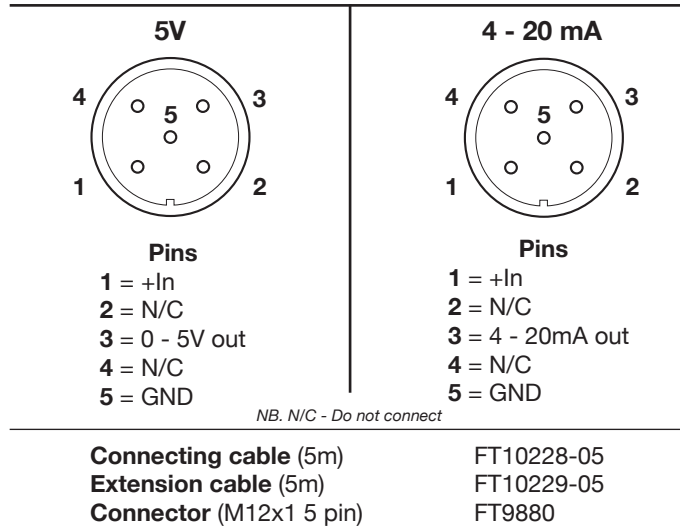 5V
4
3
5
1
2
Pins
1 = +In
2 = N/C
3 = 0 - 5V out
4 = N/C
5 = GND
4 - 20 mA
4
3
5
1
2
Pins
1 = +In
2 = N/C
3 = 4 - 20mA out
4 = N/C
5 = GND
NB. N/C - Do not connect
Connecting cable (5m) FT10228-05
Extension cable (5m) FT10229-05
Connector (M12x1 5 pin) FT9880